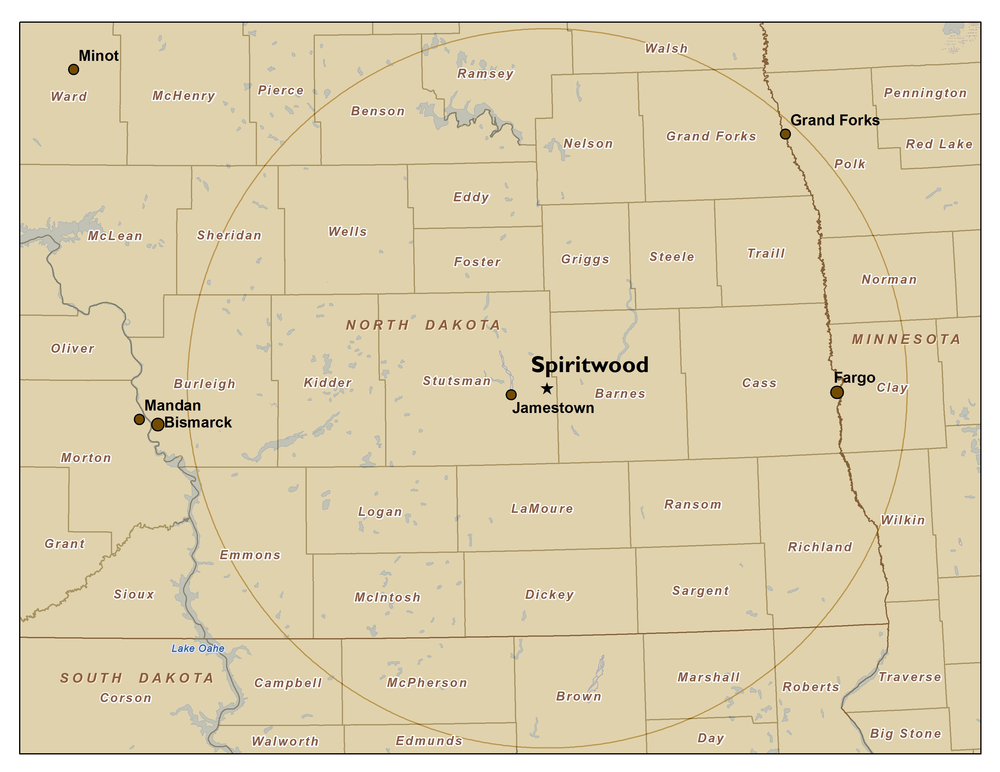 Walsh
Minot
Ramsey
Pierce
Pennington
McHenry
Ward
Benson
Grand Forks
Grand Forks
Nelson
Red Lake
Polk
Eddy
Wells
Sheridan
McLean
Traill
Steele
Griggs
Foster
Norman
NORTH DAKOTA
MINNESOTA
Oliver
Spiritwood
Fargo
Stutsman
Kidder
Burleigh
Cass
Clay
Barnes
Mandan
Jamestown
Bismarck
Morton
Ransom
LaMoure
Logan
Wilkin
Grant
Richland
Emmons
Sargent
Sioux
Dickey
McIntosh
Lake Oahe
SOUTH DAKOTA
Marshall
Traverse
McPherson
Campbell
Roberts
Brown
Corson
Big Stone
Day
Edmunds
Walworth